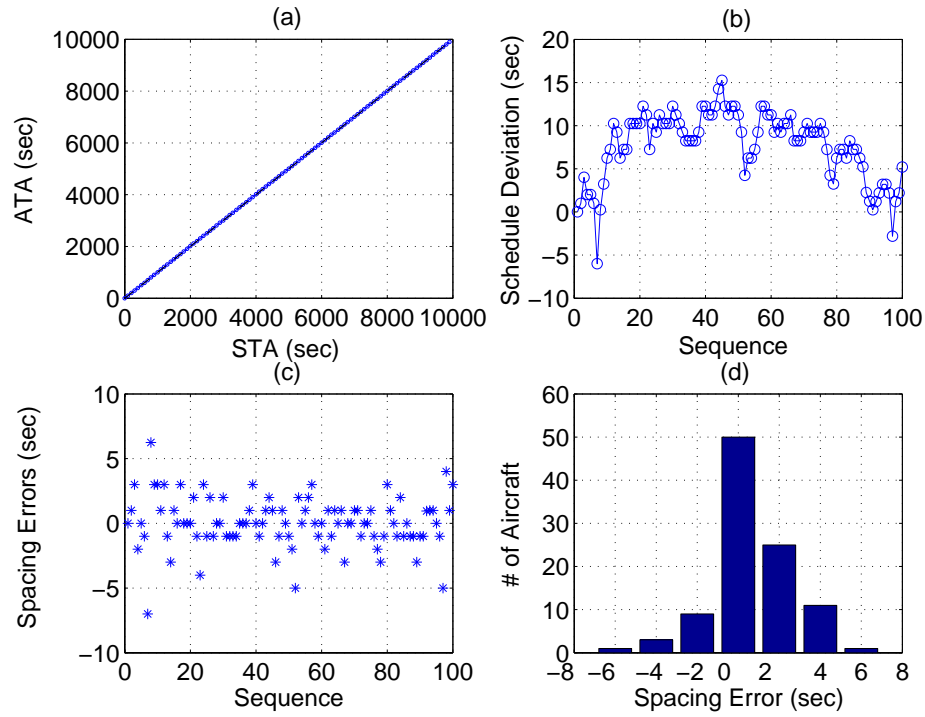 (a)
10000
8000
6000
4000
2000
0
ATA (sec)
0 2000 4000 6000 8000 10000
STA (sec)
(b)
20
15
10
5
0
−5
−10
Schedule Deviation (sec)
0 20 40 60 80 100
Sequence
(c)
10
5
0
−5
−10
Spacing Errors (sec)
0 20 40 60 80 100
Sequence
(d)
60
50
40
30
20
10
0
# of Aircraft
−8 −6 −4 −2 0 2 4 6 8
Spacing Error (sec)